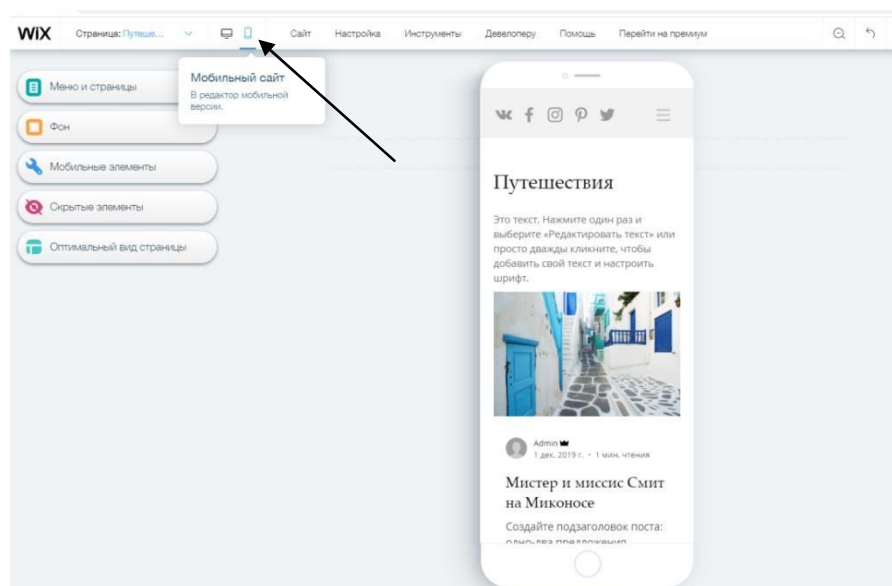 WiX Страница: Путеше... Сайт Настройка Инструменты Девелоперу Помощь Перейти на премиум
Мобильный сайт
В редактор мобильной
версии.
Меню и страницы
Фон
Мобильные элементы
Скрытые элементы
Оптимальный вид страницы
Путешествия
Это текст. Нажмите один раз и
выберите «Редактировать текст» или
просто дважды кликните, чтобы
добавить свой текст и настроить
шрифт.
Admin
1 дек. 2019 г. • 1 мин. чтения
Мистер и миссис Смит
на Миконосе
Создайте подзаголовок поста:
одно-два предложения